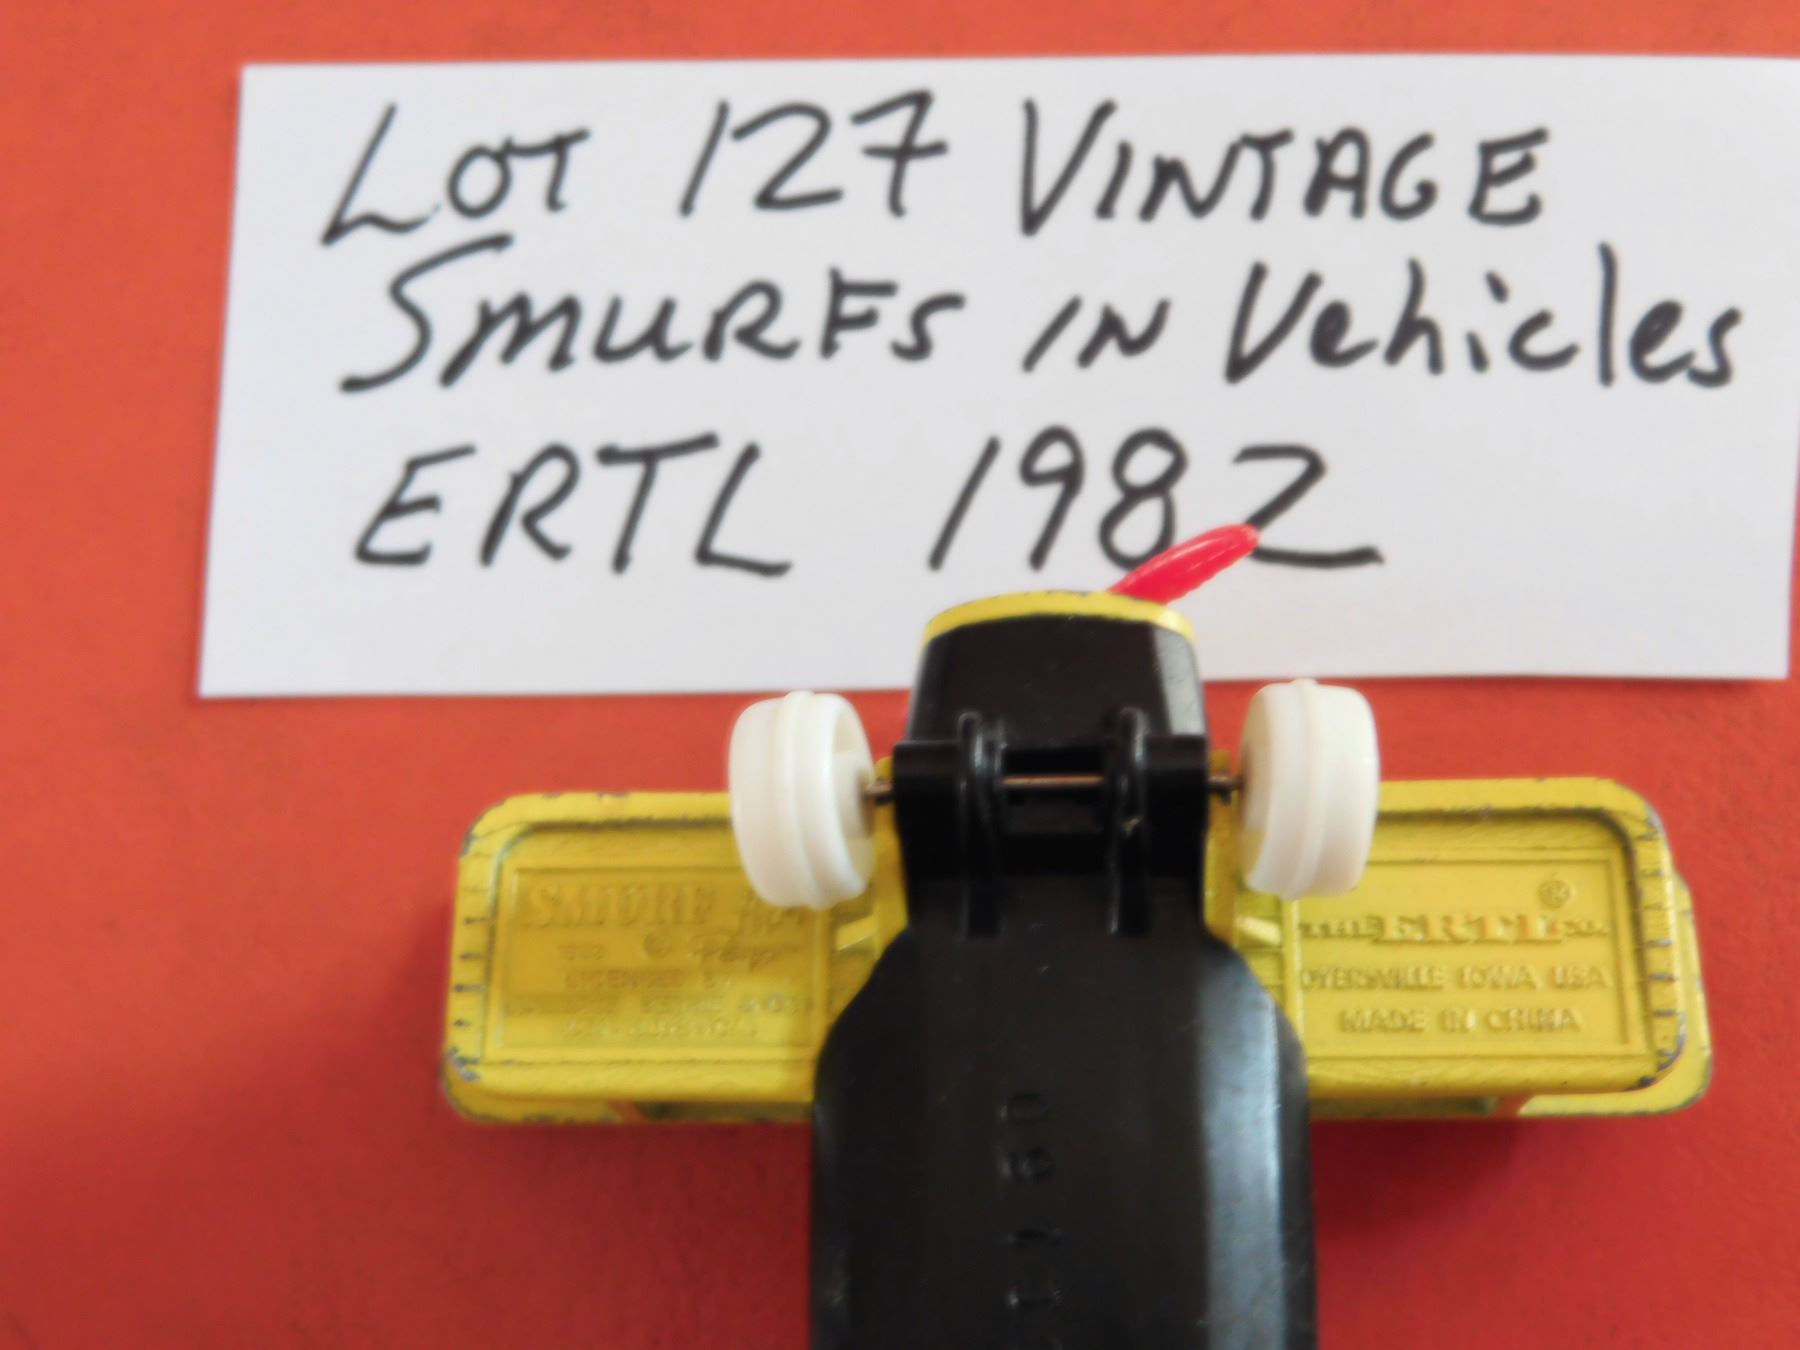 LOT 127 VINTAGE
SMURFS IN Vehicles
ERTL 1982
SMURF
©
LICENSED BY
©
THE ERTL CO.
DYERSVILLE IOWA USA
MADE IN CHINA